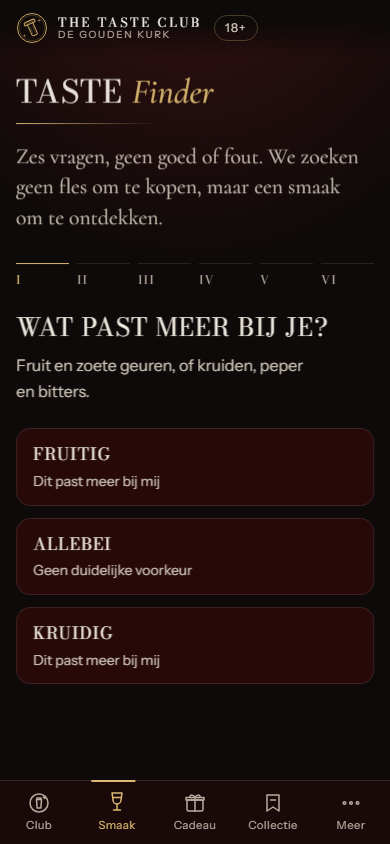 THE TASTE CLUB
DE GOUDEN KURK
18+
TASTE Finder
Zes vragen, geen goed of fout. We zoeken
geen fles om te kopen, maar een smaak
om te ontdekken.
I II III IV V VI
WAT PAST MEER BIJ JE?
Fruit en zoete geuren, of kruiden, peper
en bitters.
FRUITIG
Dit past meer bij mij
ALLEBEI
Geen duidelijke voorkeur
KRUIDIG
Dit past meer bij mij
Club Smaak Cadeau Collectie Meer